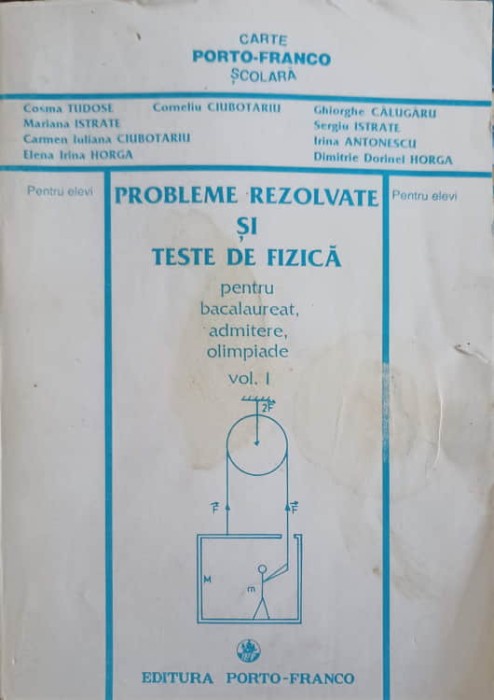 CARTE
PORTO-FRANCO
ȘCOLARĂ
Cosma TUDOSE
Mariana ISTRATE
Carmen Iuliana CIUBOTARIU
Elena Irina HORGA
Corneliu CIUBOTARIU
Ghiorghe CĂLUGĂRU
Sergiu ISTRATE
Irina ANTONESCU
Dimitrie Dorinel HORGA
Pentru elevi
PROBLEME REZOLVATE
ȘI
TESTE DE FIZICĂ
Pentru elevi
pentru
bacalaureat,
admitere,
olimpiade
vol. I
2F⃗
F⃗
F⃗
M
m
EDITURA PORTO-FRANCO